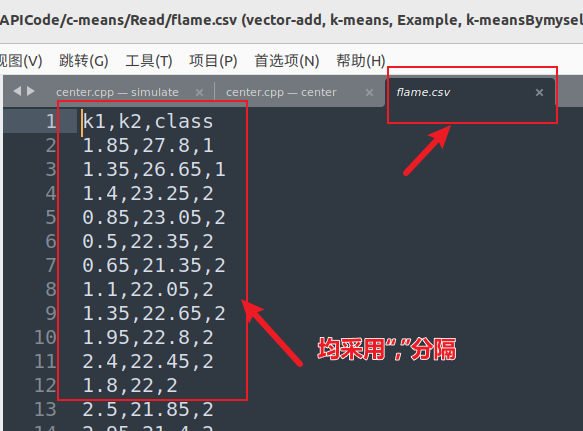 APICode/c-means/Read/flame.csv (vector-add, k-means, Example, k-meansBymysel
视图(V) 跳转(G) 工具(T) 项目(P) 首选项(N) 帮助(H)
center.cpp — simulate × center.cpp — center × flame.csv ×
1 k1,k2,class
2 1.85,27.8,1
3 1.35,26.65,1
4 1.4,23.25,2
5 0.85,23.05,2
6 0.5,22.35,2
7 0.65,21.35,2
8 1.1,22.05,2
9 1.35,22.65,2
10 1.95,22.8,2
11 2.4,22.45,2
12 1.8,22,2
13 2.5,21.85,2
14 2.95,21.4,2
均采用“,”分隔